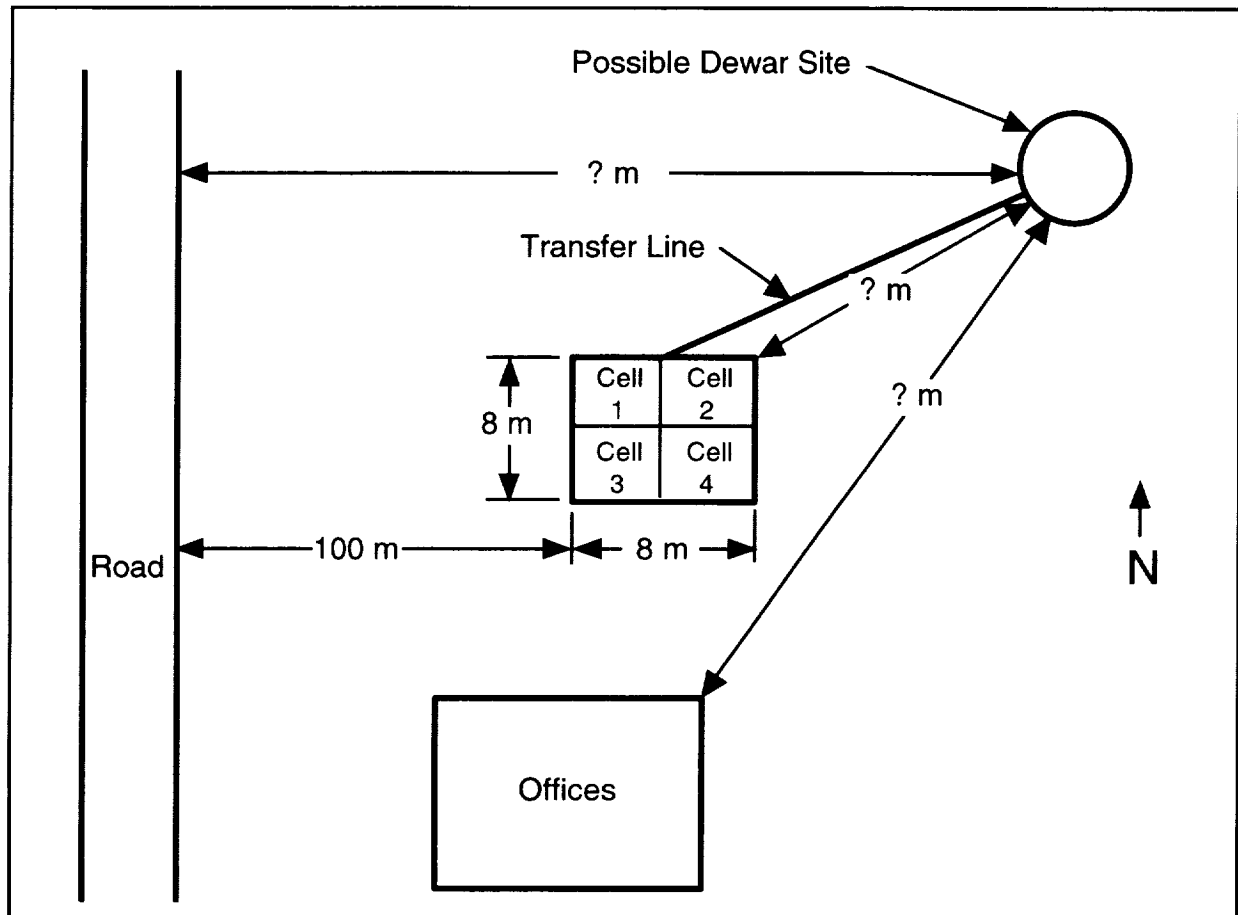 Possible Dewar Site
? m
Transfer Line
? m
Cell
1
Cell
2
? m
8 m
Cell
3
Cell
4
100 m
8 m
Road
N
Offices